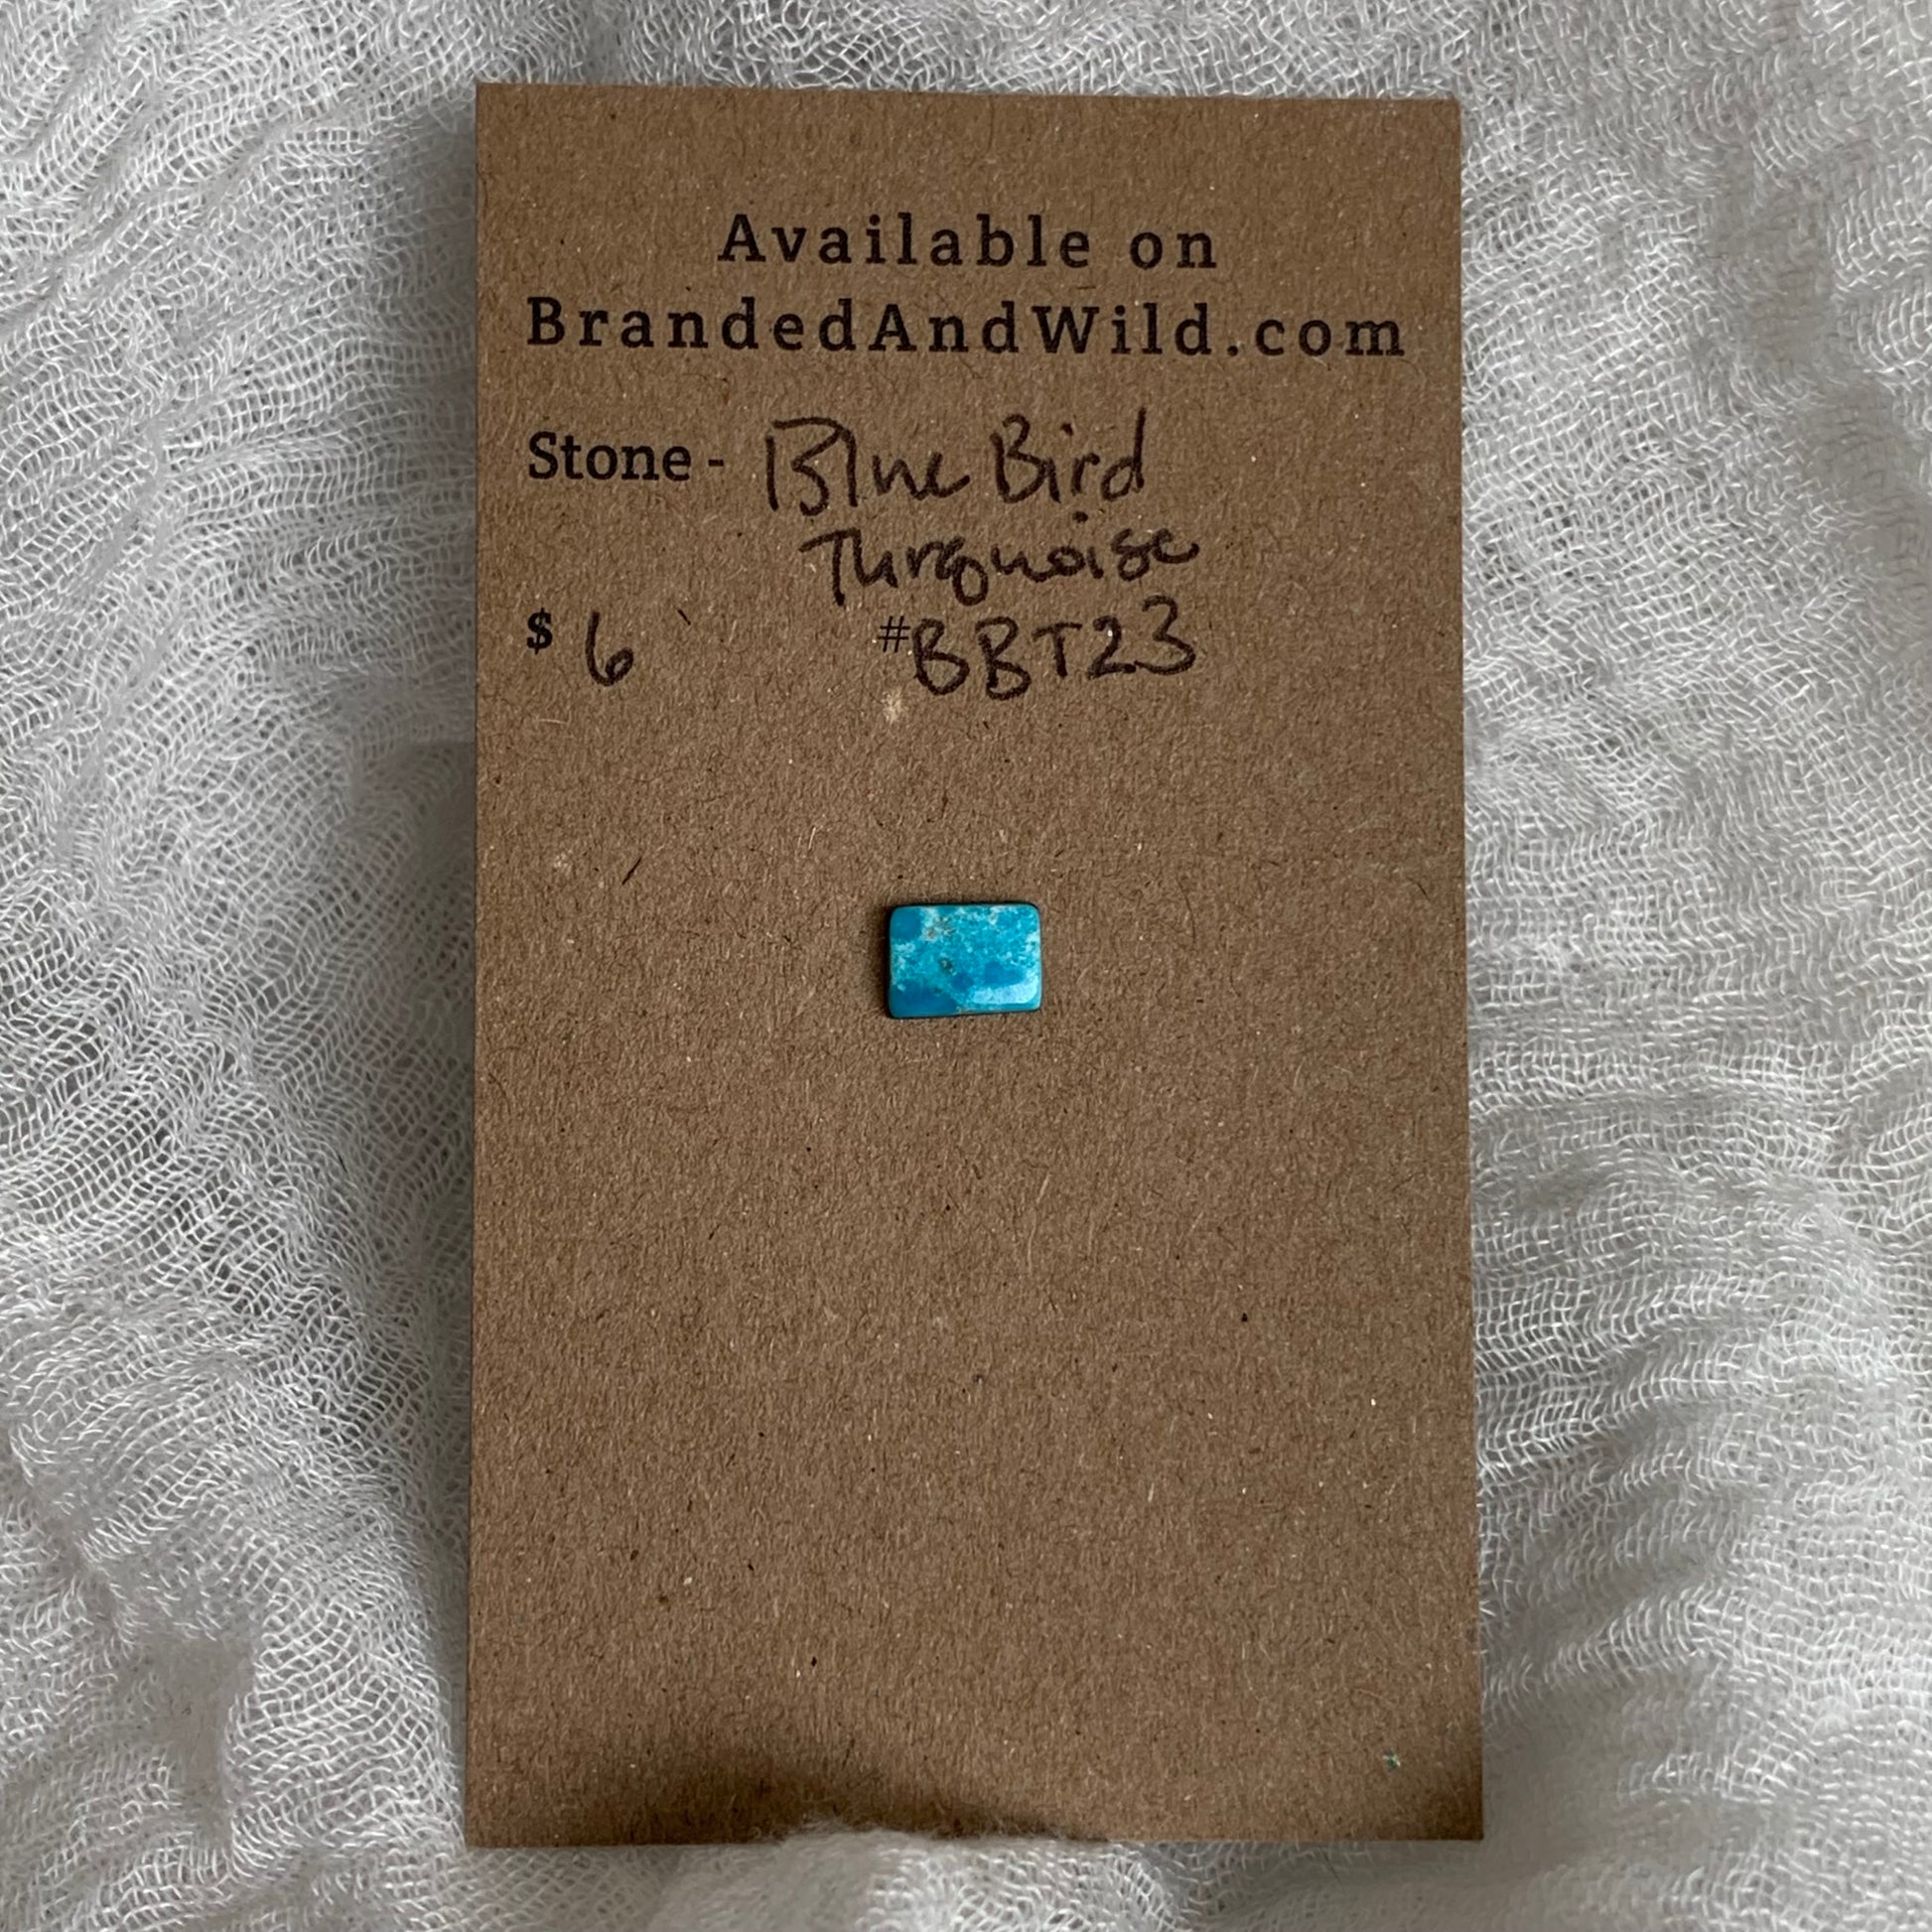 Available on
BrandedAndWild.com
Stone - Blue Bird
Turquoise
$ 6 #BBT23